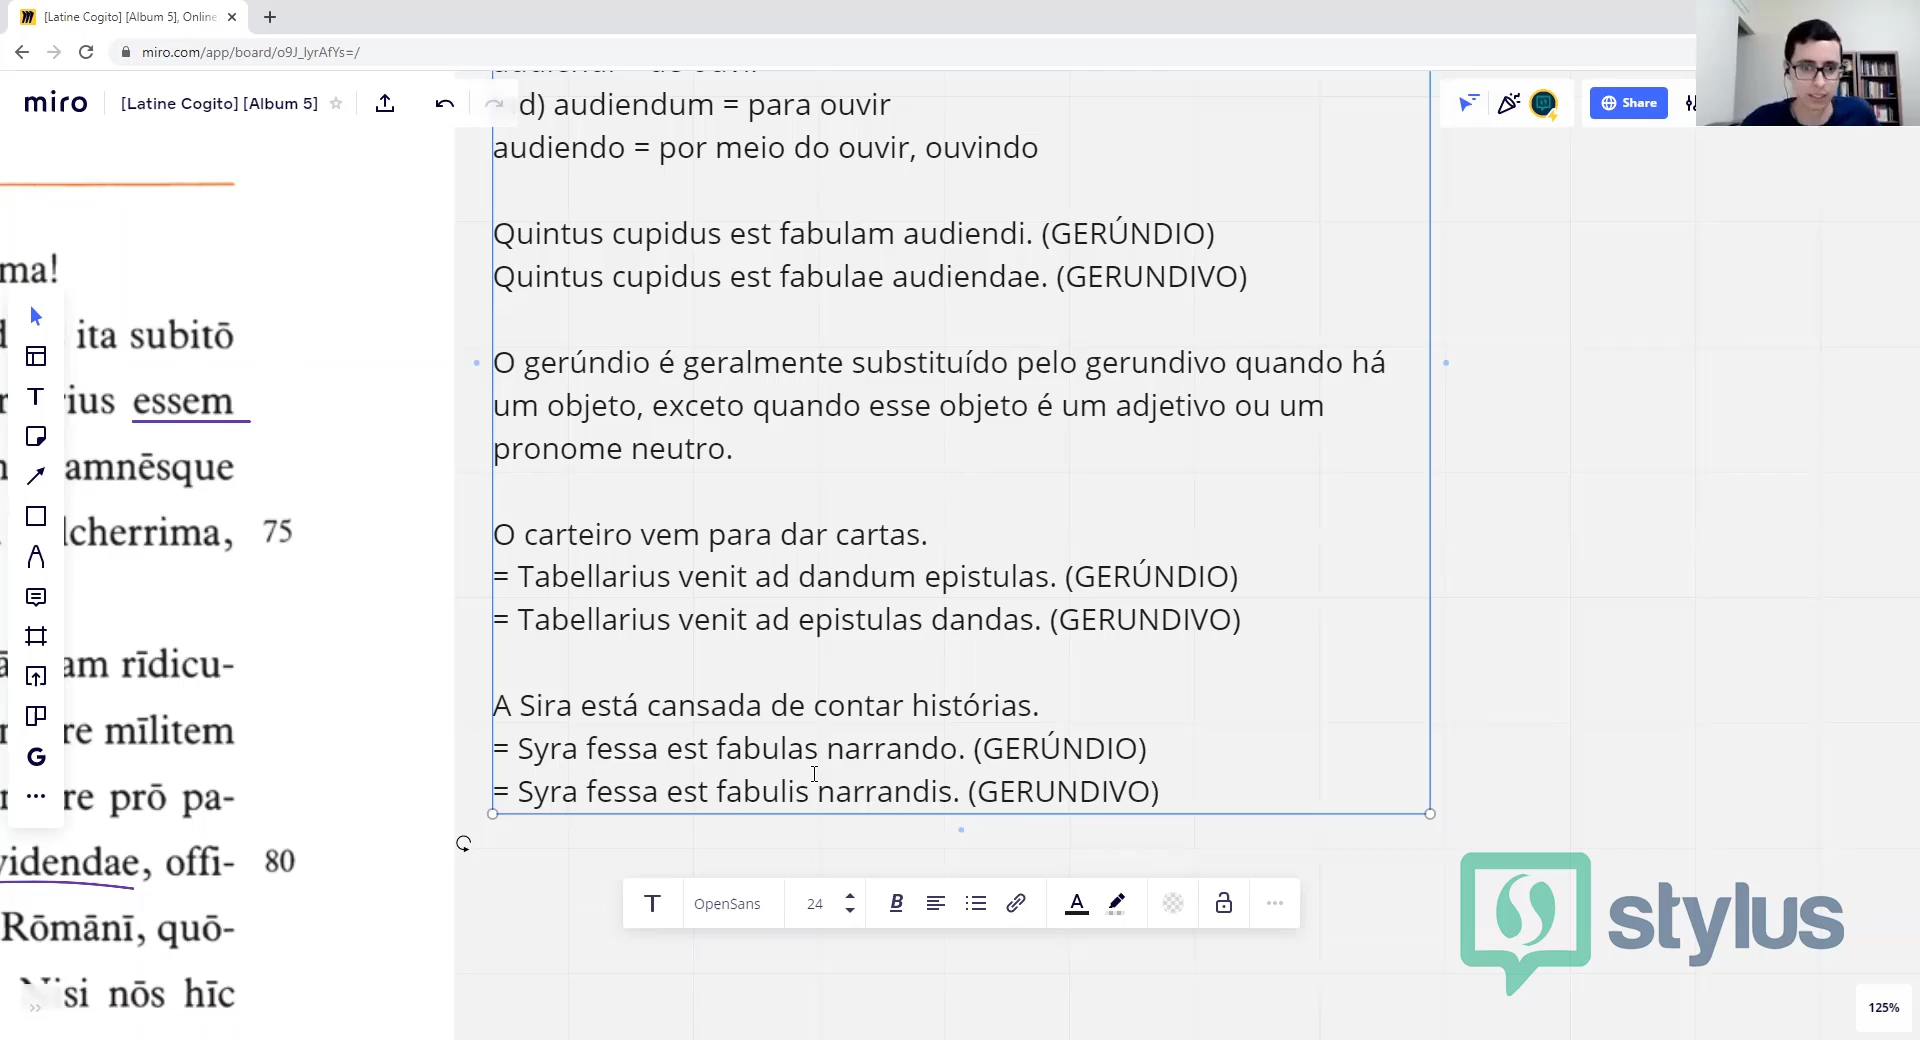 [Latine Cogito] [Album 5], Online
miro.com/app/board/o9J_lyrAfYs=/
miro
[Latine Cogito] [Album 5]
Share
d) audiendum = para ouvir
audiendo = por meio do ouvir, ouvindo
Quintus cupidus est fabulam audiendi. (GERÚNDIO)
Quintus cupidus est fabulae audiendae. (GERUNDIVO)
O gerúndio é geralmente substituído pelo gerundivo quando há
um objeto, exceto quando esse objeto é um adjetivo ou um
pronome neutro.
O carteiro vem para dar cartas.
= Tabellarius venit ad dandum epistulas. (GERÚNDIO)
= Tabellarius venit ad epistulas dandas. (GERUNDIVO)
A Sira está cansada de contar histórias.
= Syra fessa est fabulas narrando. (GERÚNDIO)
= Syra fessa est fabulis narrandis. (GERUNDIVO)
ma!
ita subitō
ius essem
amnēsque
lcherrima, 75
am rīdicu-
re mīlitem
re prō pa-
videndae, offi- 80
Rōmānī, quō-
Nisi nōs hīc
OpenSans
24
stylus
125%